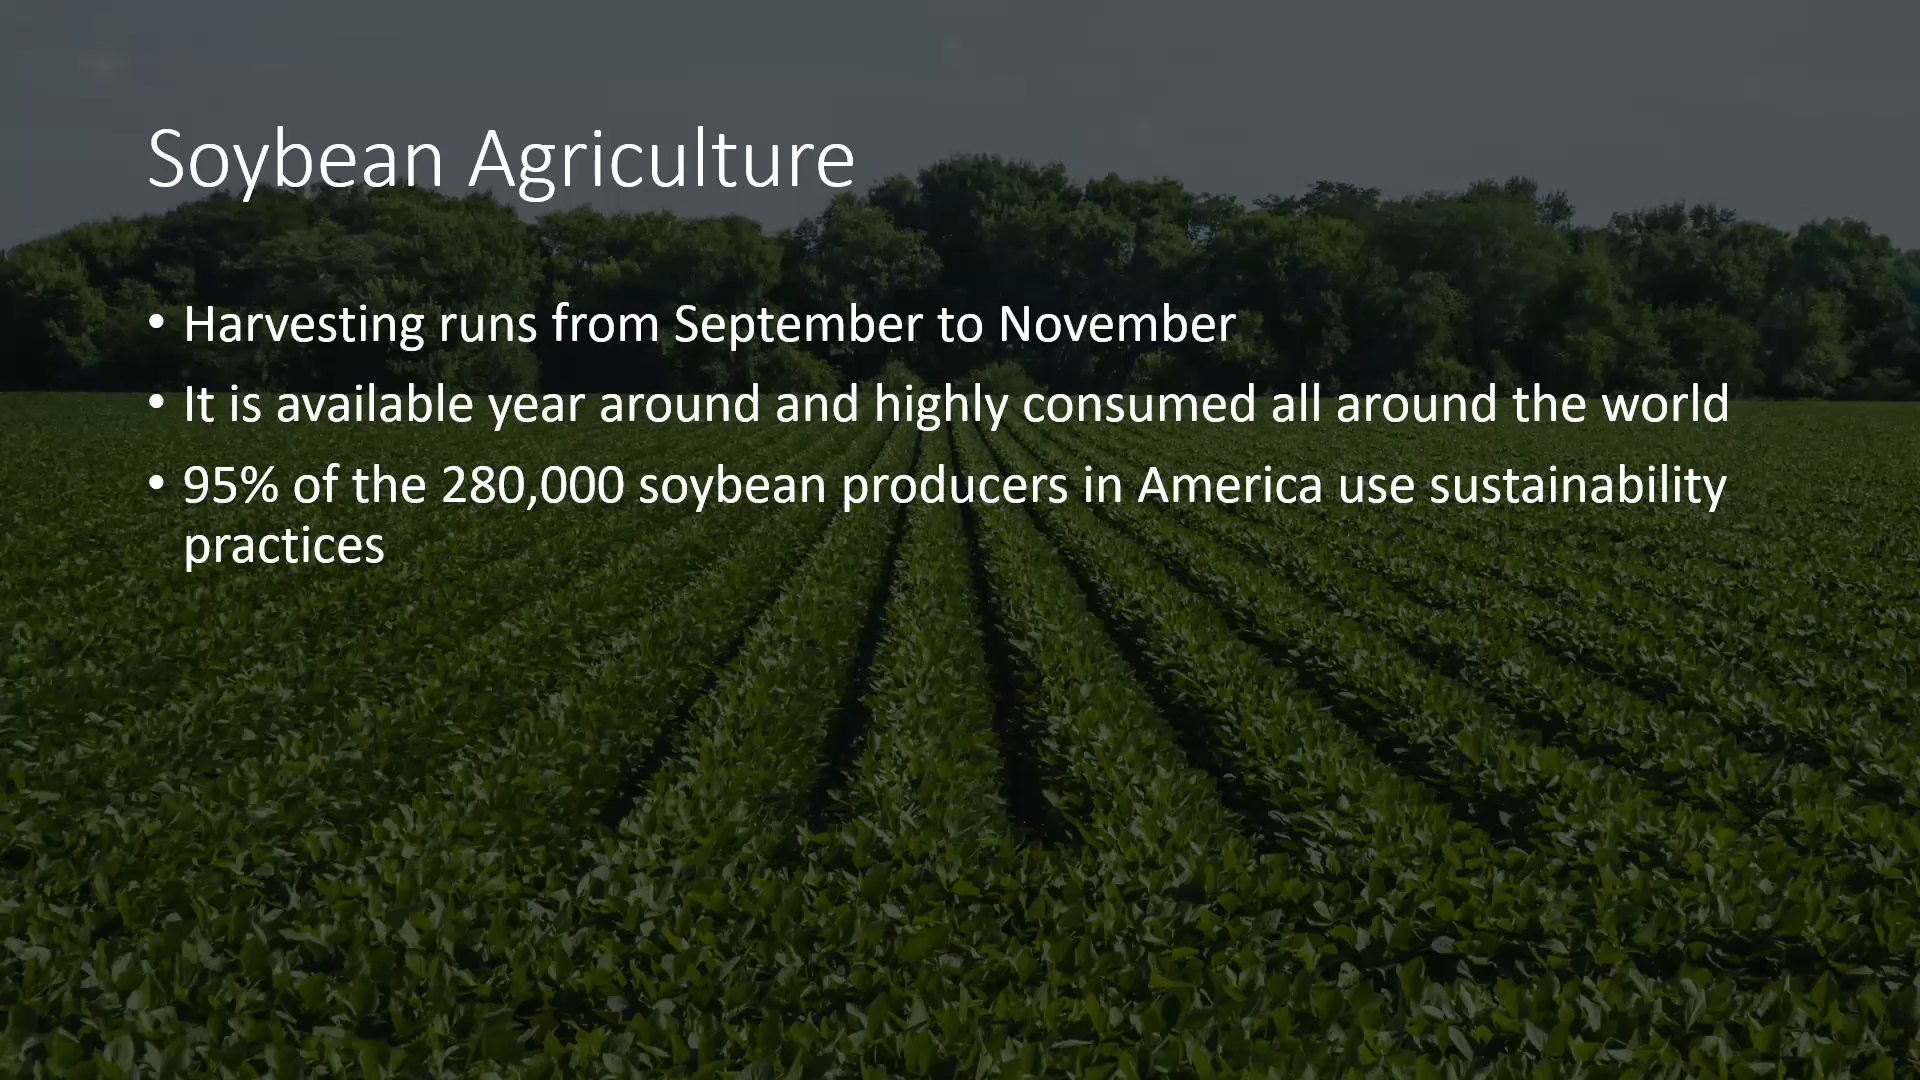 Soybean Agriculture
• Harvesting runs from September to November
• It is available year around and highly consumed all around the world
• 95% of the 280,000 soybean producers in America use sustainability
practices